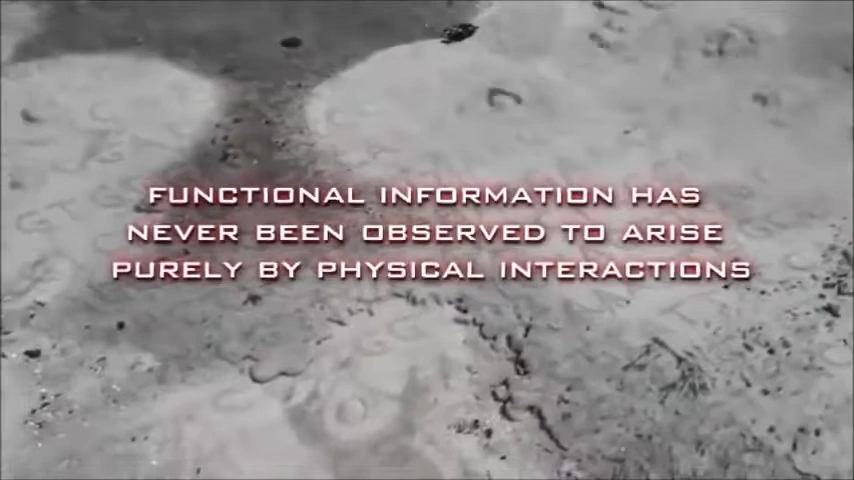 FUNCTIONAL INFORMATION HAS
NEVER BEEN OBSERVED TO ARISE
PURELY BY PHYSICAL INTERACTIONS